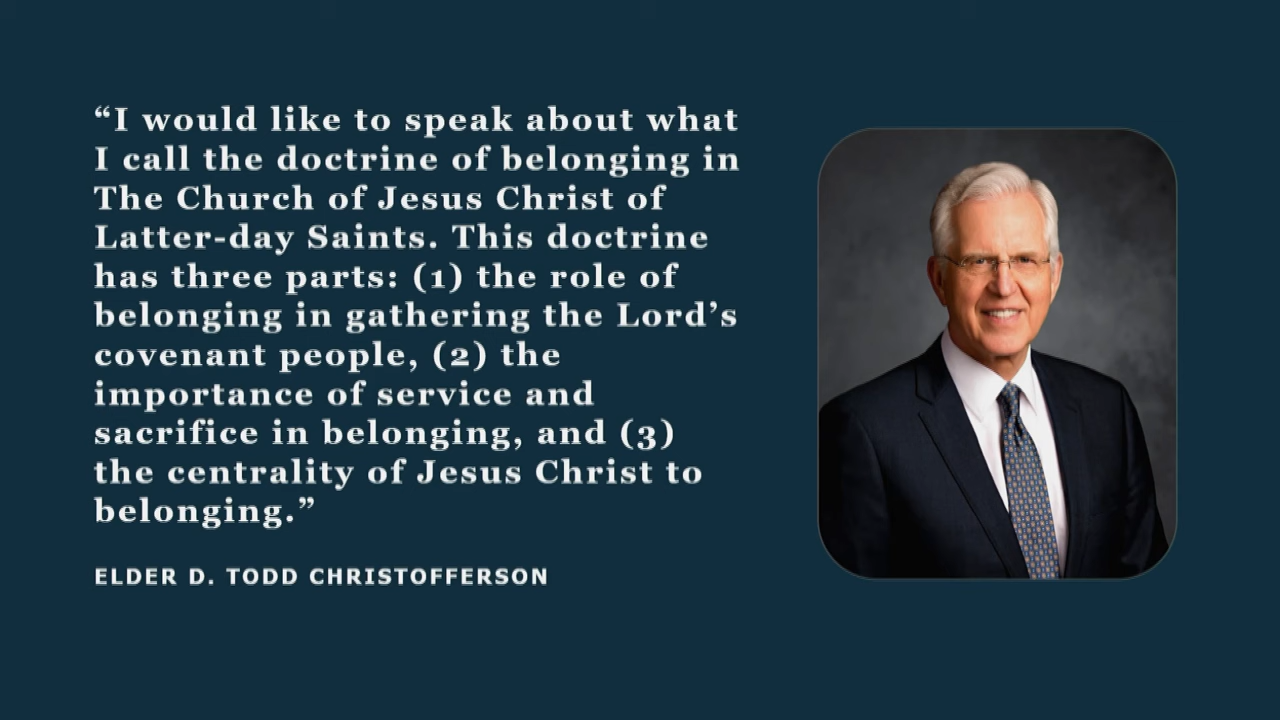 “I would like to speak about what
I call the doctrine of belonging in
The Church of Jesus Christ of
Latter-day Saints. This doctrine
has three parts: (1) the role of
belonging in gathering the Lord’s
covenant people, (2) the
importance of service and
sacrifice in belonging, and (3)
the centrality of Jesus Christ to
belonging.”
ELDER D. TODD CHRISTOFFERSON